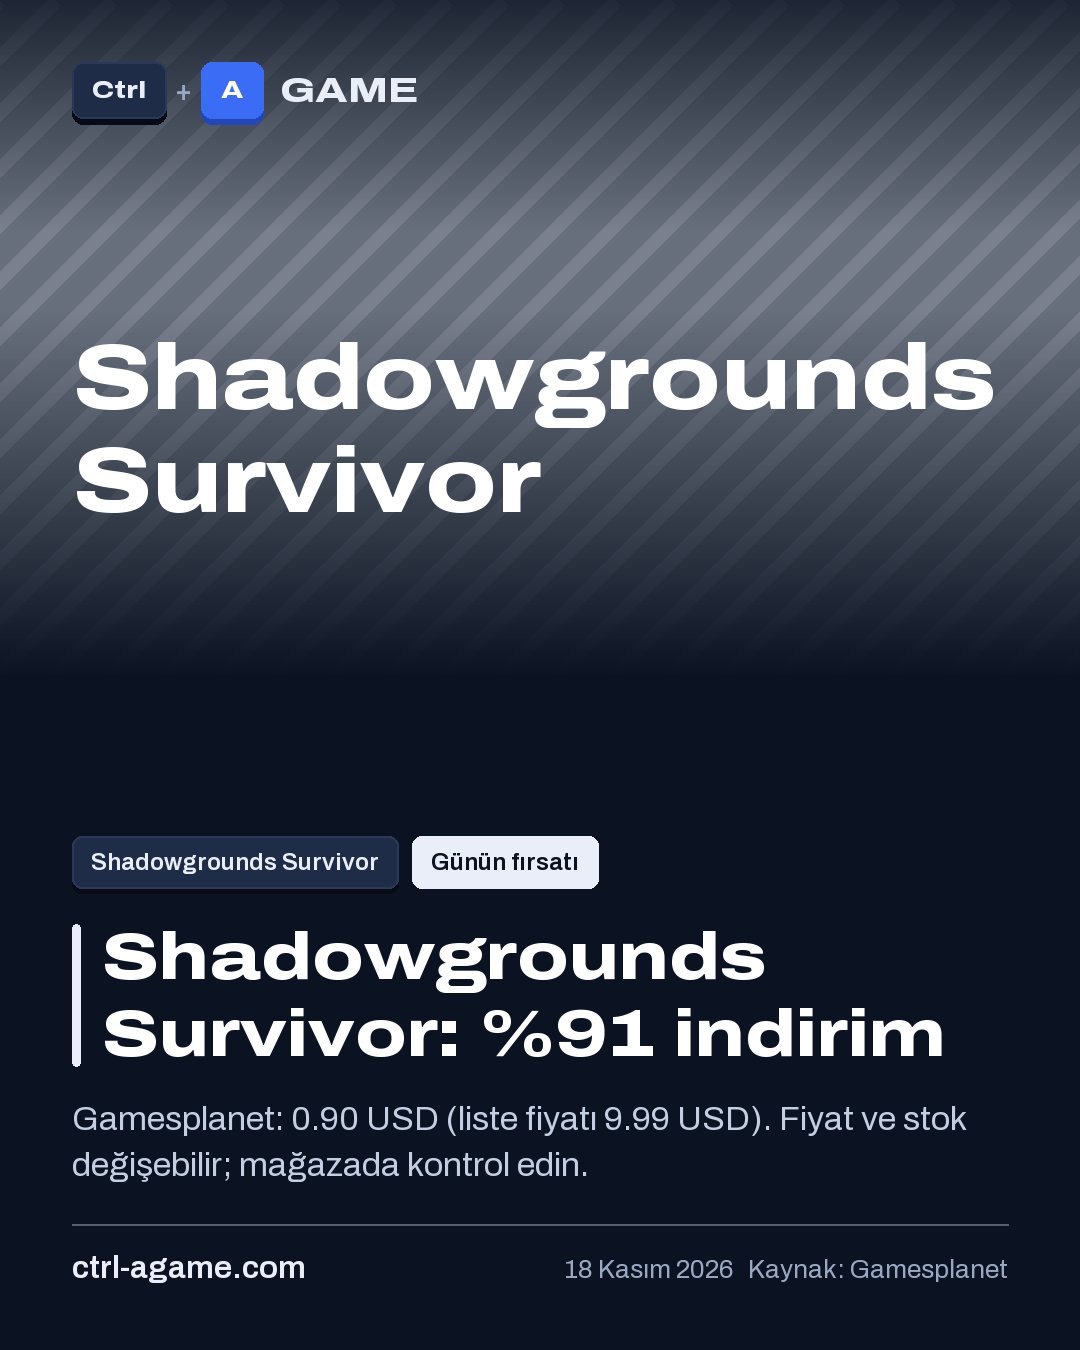 Ctrl + A GAME
Shadowgrounds
Survivor
Shadowgrounds Survivor Günün fırsatı
Shadowgrounds
Survivor: %91 indirim
Gamesplanet: 0.90 USD (liste fiyatı 9.99 USD). Fiyat ve stok
değişebilir; mağazada kontrol edin.
ctrl-agame.com 18 Kasım 2026 Kaynak: Gamesplanet